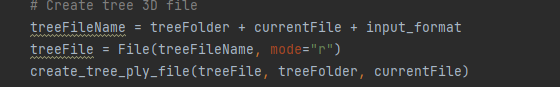 # Create tree 3D file
treeFileName = treeFolder + currentFile + input_format
treeFile = File(treeFileName, mode="r")
create_tree_ply_file(treeFile, treeFolder, currentFile)